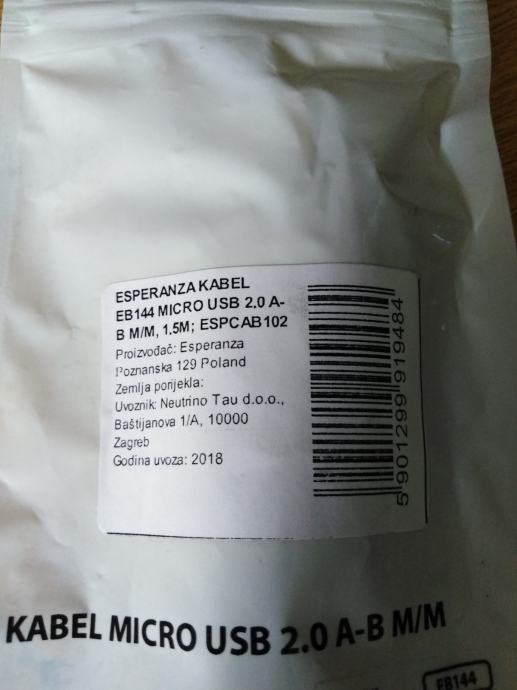 ESPERANZA KABEL
EB144 MICRO USB 2.0 A-
B M/M, 1.5M; ESPCAB102
Proizvođač: Esperanza
Poznanska 129 Poland
Zemlja porijekla:
Uvoznik: Neutrino Tau d.o.o.,
Baštijanova 1/A, 10000
Zagreb
Godina uvoza: 2018
5901299919484
KABEL MICRO USB 2.0 A-B M/M
EB144